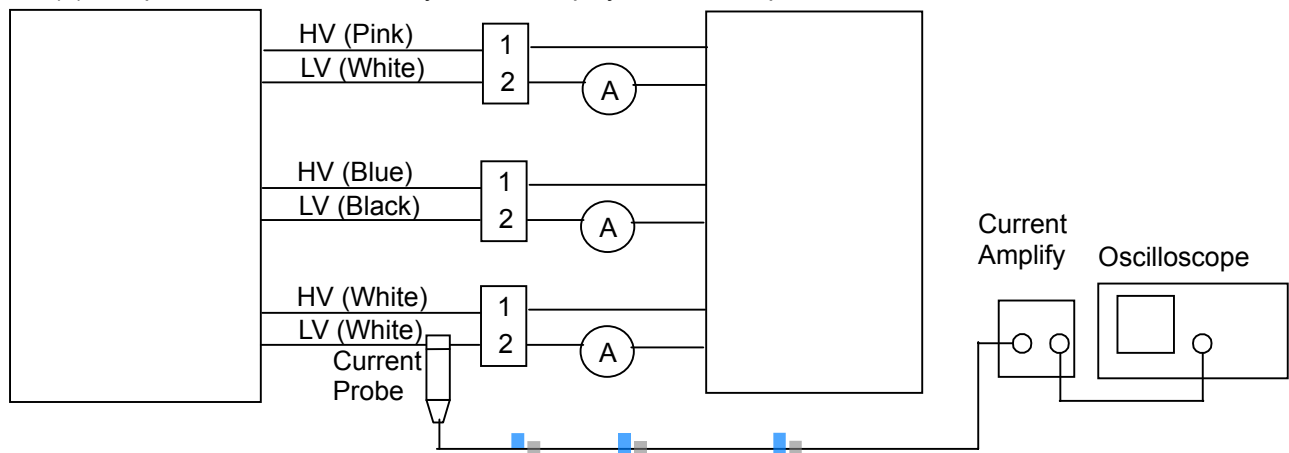 HV (Pink)
1
LV (White)
2
A
HV (Blue)
1
LV (Black)
2
A
HV (White)
1
LV (White)
2
A
Current
Probe
Current
Amplify
Oscilloscope